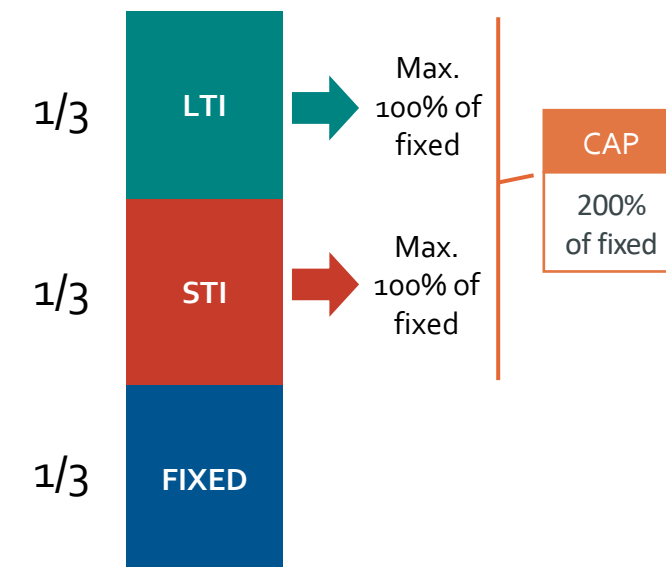 1/3
LTI
Max.
100% of
fixed
CAP
200%
of fixed
1/3
STI
Max.
100% of
fixed
1/3
FIXED